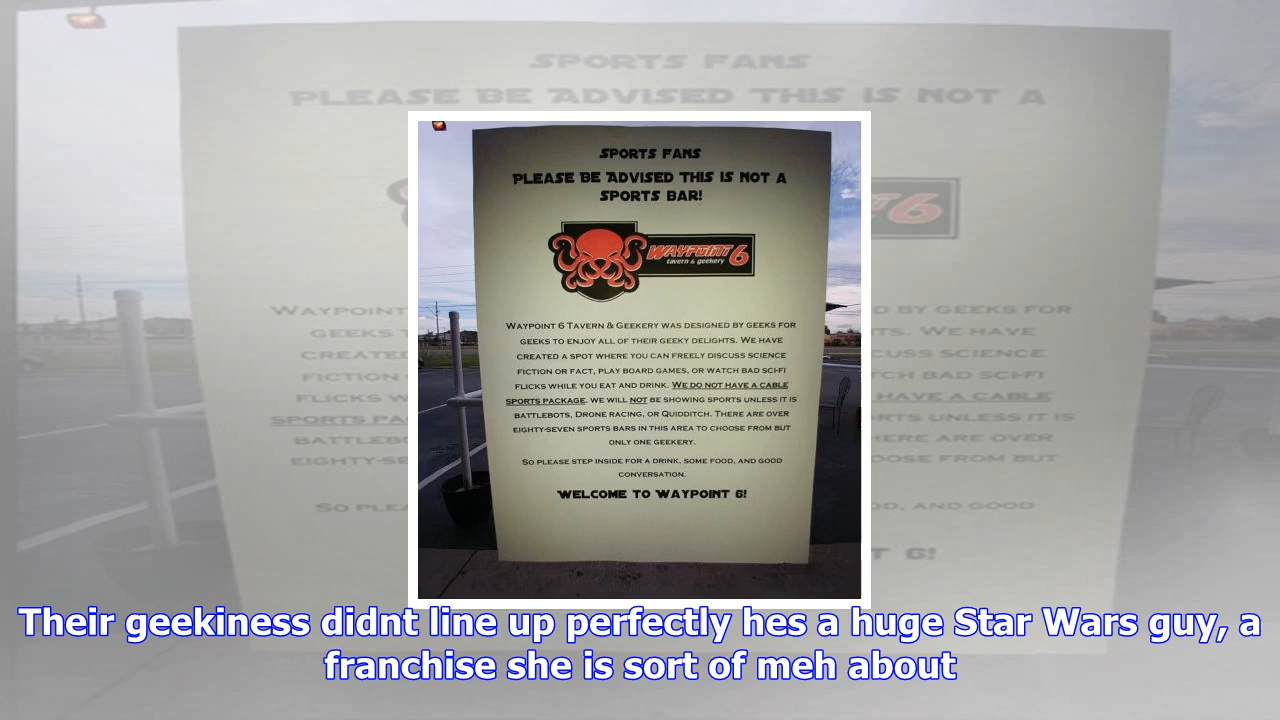 SPORTS FANS
PLEASE BE ADVISED THIS IS NOT A
SPORTS BAR!
WAYPOINT 6
tavern & geekery
WAYPOINT 6 TAVERN & GEEKERY WAS DESIGNED BY GEEKS FOR
GEEKS TO ENJOY ALL OF THEIR GEEKY DELIGHTS. WE HAVE
CREATED A SPOT WHERE YOU CAN FREELY DISCUSS SCIENCE
FICTION OR FACT, PLAY BOARD GAMES, OR WATCH BAD SCI-FI
FLICKS WHILE YOU EAT AND DRINK. WE DO NOT HAVE A CABLE
SPORTS PACKAGE. WE WILL NOT BE SHOWING SPORTS UNLESS IT IS
BATTLEBOTS, DRONE RACING, OR QUIDDITCH. THERE ARE OVER
EIGHTY-SEVEN SPORTS BARS IN THIS AREA TO CHOOSE FROM BUT
ONLY ONE GEEKERY.
SO PLEASE STEP INSIDE FOR A DRINK, SOME FOOD, AND GOOD
CONVERSATION.
WELCOME TO WAYPOINT 6!
Their geekiness didnt line up perfectly hes a huge Star Wars guy, a
franchise she is sort of meh about